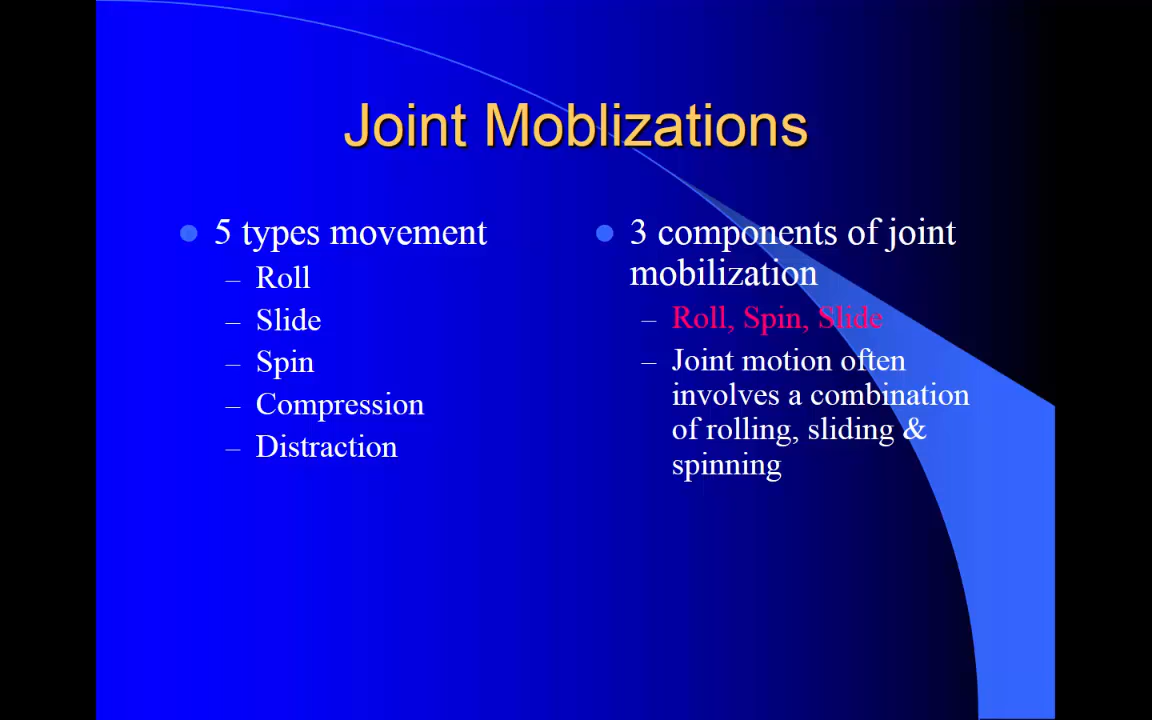 Joint Moblizations
5 types movement
– Roll
– Slide
– Spin
– Compression
– Distraction
3 components of joint
mobilization
– Roll, Spin, Slide
– Joint motion often
involves a combination
of rolling, sliding &
spinning